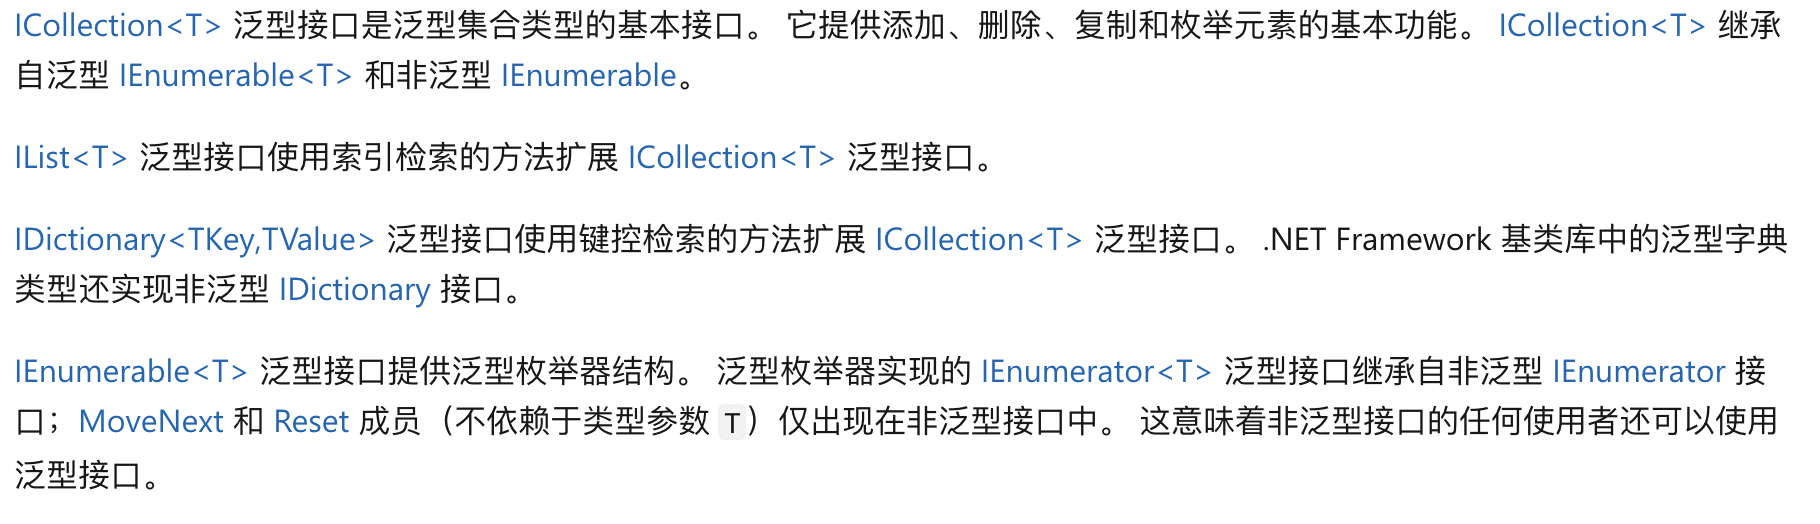 ICollection<T> 泛型接口是泛型集合类型的基本接口。 它提供添加、删除、复制和枚举元素的基本功能。 ICollection<T> 继承
自泛型 IEnumerable<T> 和非泛型 IEnumerable。
IList<T> 泛型接口使用索引检索的方法扩展 ICollection<T> 泛型接口。
IDictionary<TKey,TValue> 泛型接口使用键控检索的方法扩展 ICollection<T> 泛型接口。 .NET Framework 基类库中的泛型字典
类型还实现非泛型 IDictionary 接口。
IEnumerable<T> 泛型接口提供泛型枚举器结构。 泛型枚举器实现的 IEnumerator<T> 泛型接口继承自非泛型 IEnumerator 接
口；MoveNext 和 Reset 成员（不依赖于类型参数 T）仅出现在非泛型接口中。 这意味着非泛型接口的任何使用者还可以使用
泛型接口。